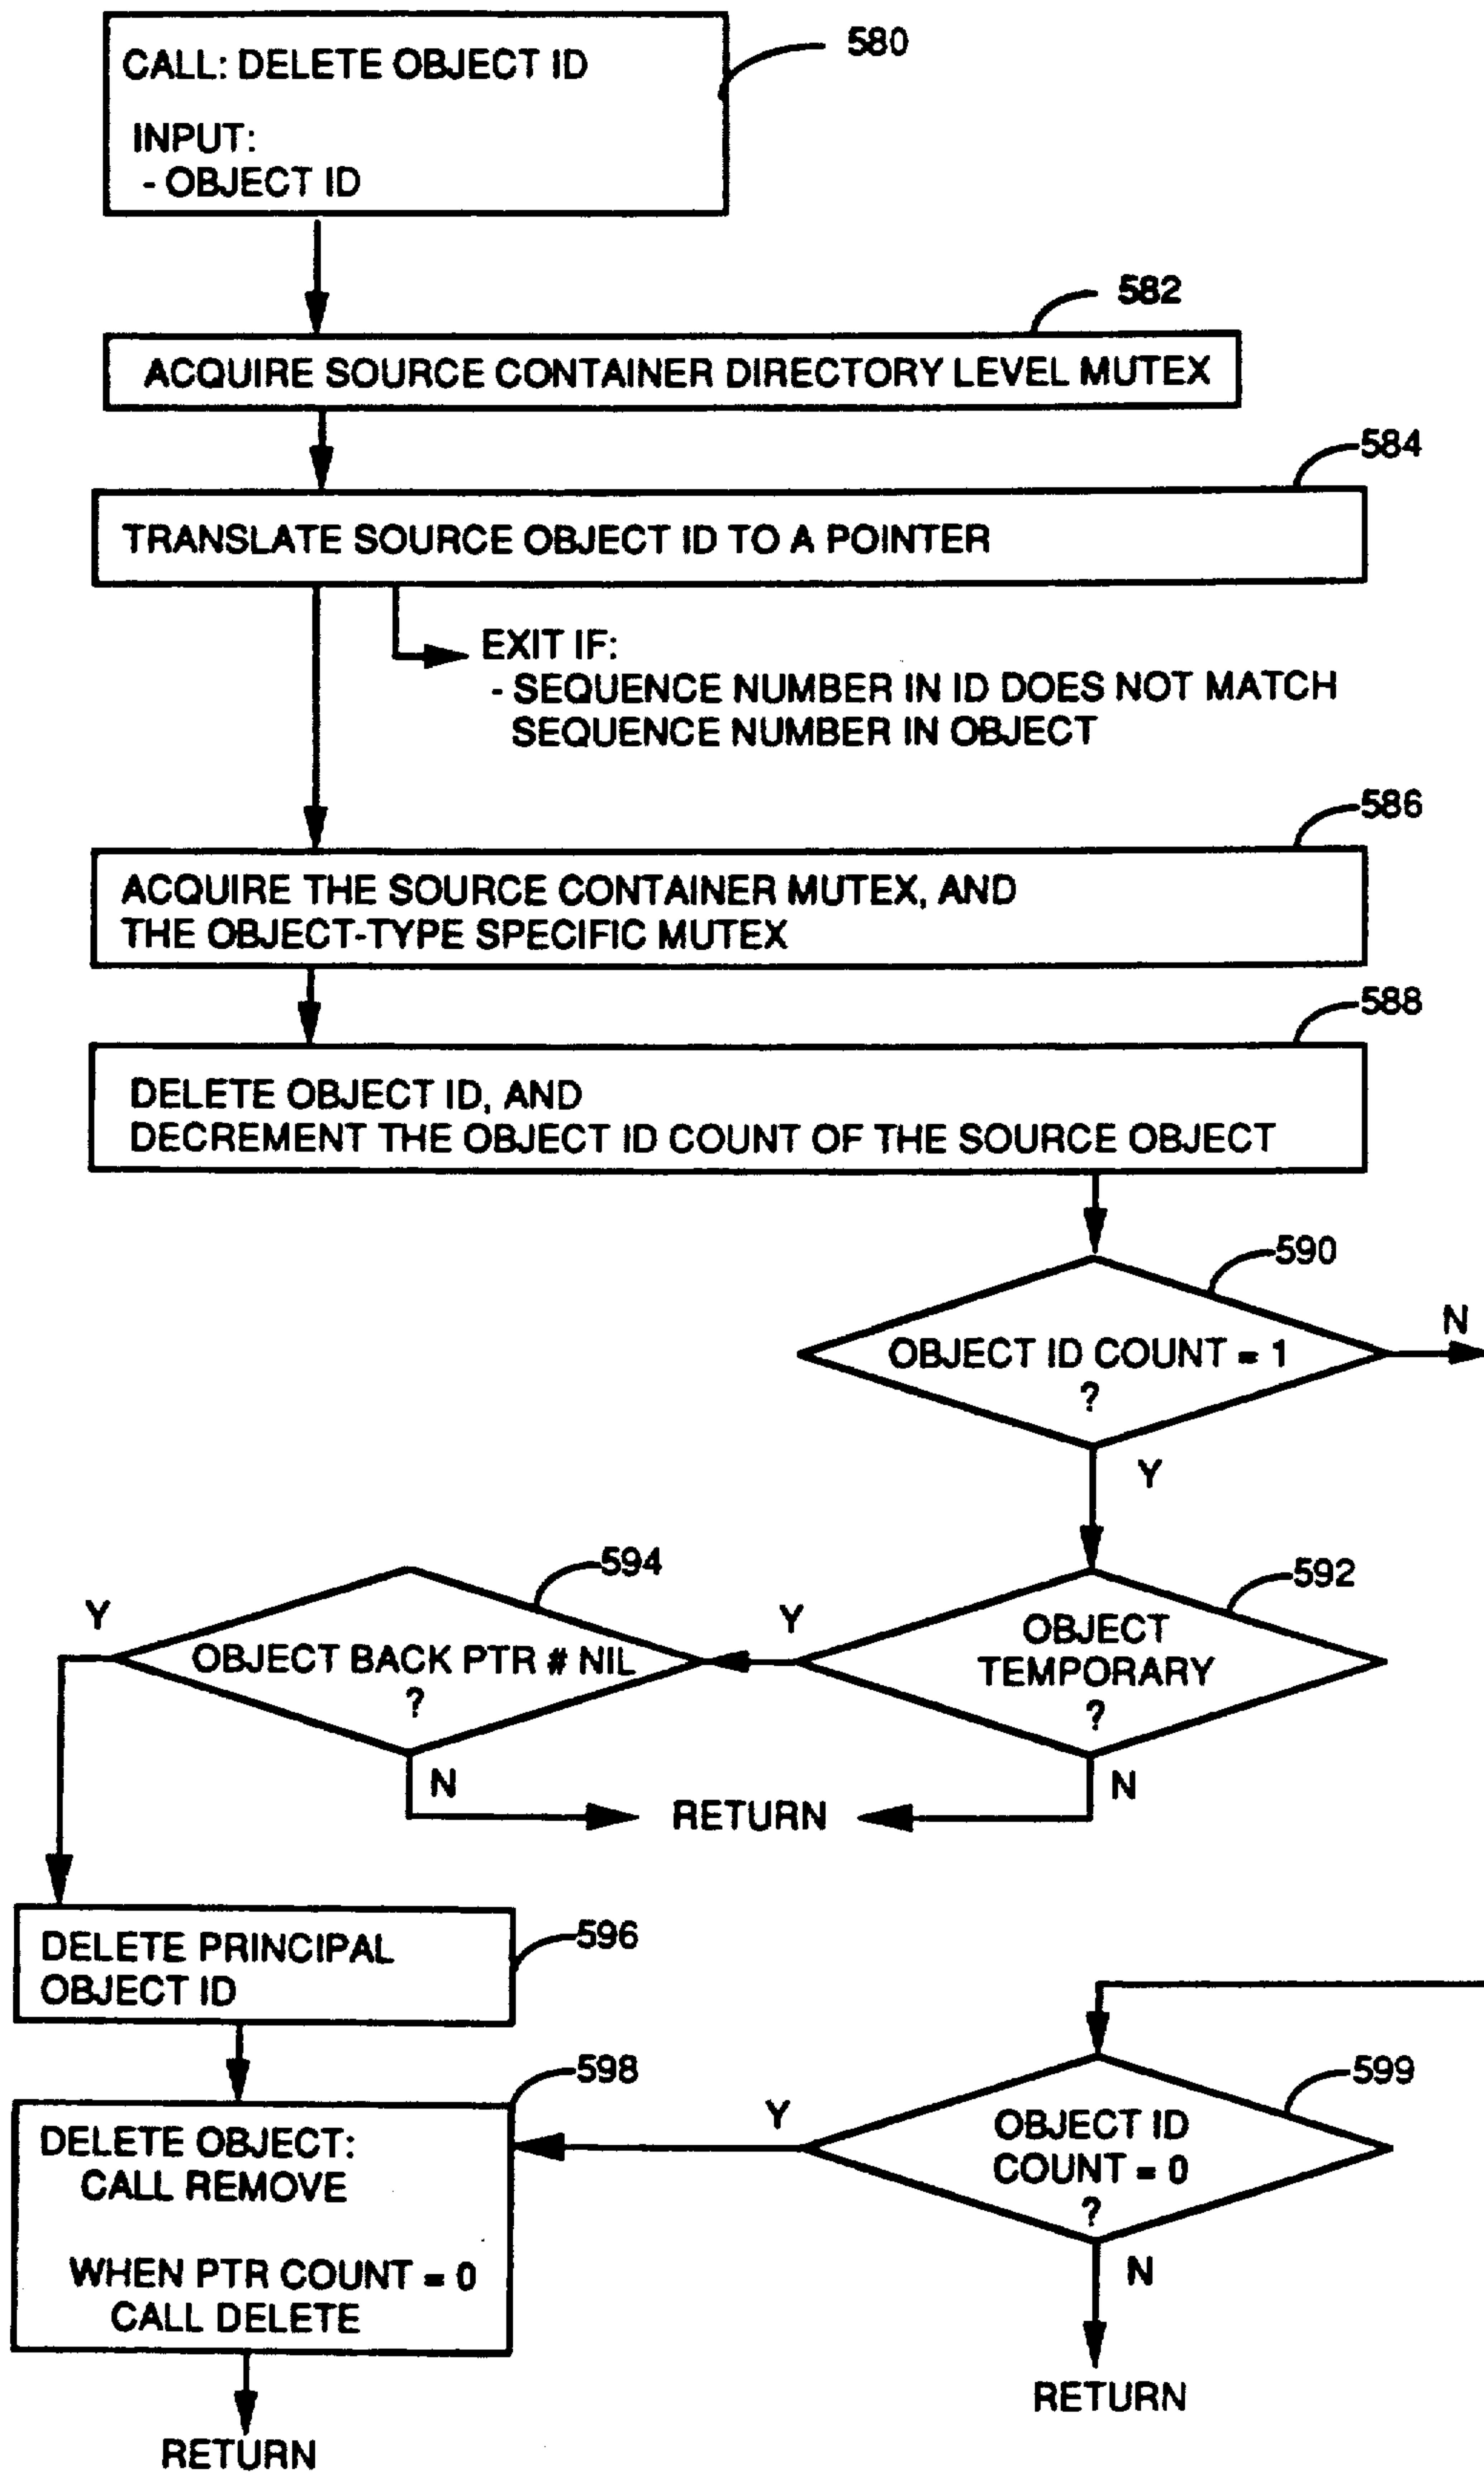 CALL: DELETE OBJECT ID
580
INPUT:
- OBJECT ID
582
ACQUIRE SOURCE CONTAINER DIRECTORY LEVEL MUTEX
584
TRANSLATE SOURCE OBJECT ID TO A POINTER
EXIT IF:
- SEQUENCE NUMBER IN ID DOES NOT MATCH
SEQUENCE NUMBER IN OBJECT
586
ACQUIRE THE SOURCE CONTAINER MUTEX, AND
THE OBJECT-TYPE SPECIFIC MUTEX
588
DELETE OBJECT ID, AND
DECREMENT THE OBJECT ID COUNT OF THE SOURCE OBJECT
590
OBJECT ID COUNT = 1
?
N
Y
594
592
Y
OBJECT BACK PTR # NIL
?
Y
OBJECT
TEMPORARY
?
N
RETURN
N
DELETE PRINCIPAL
OBJECT ID
596
598
599
DELETE OBJECT:
CALL REMOVE
WHEN PTR COUNT = 0
CALL DELETE
Y
OBJECT ID
COUNT = 0
?
N
RETURN
RETURN